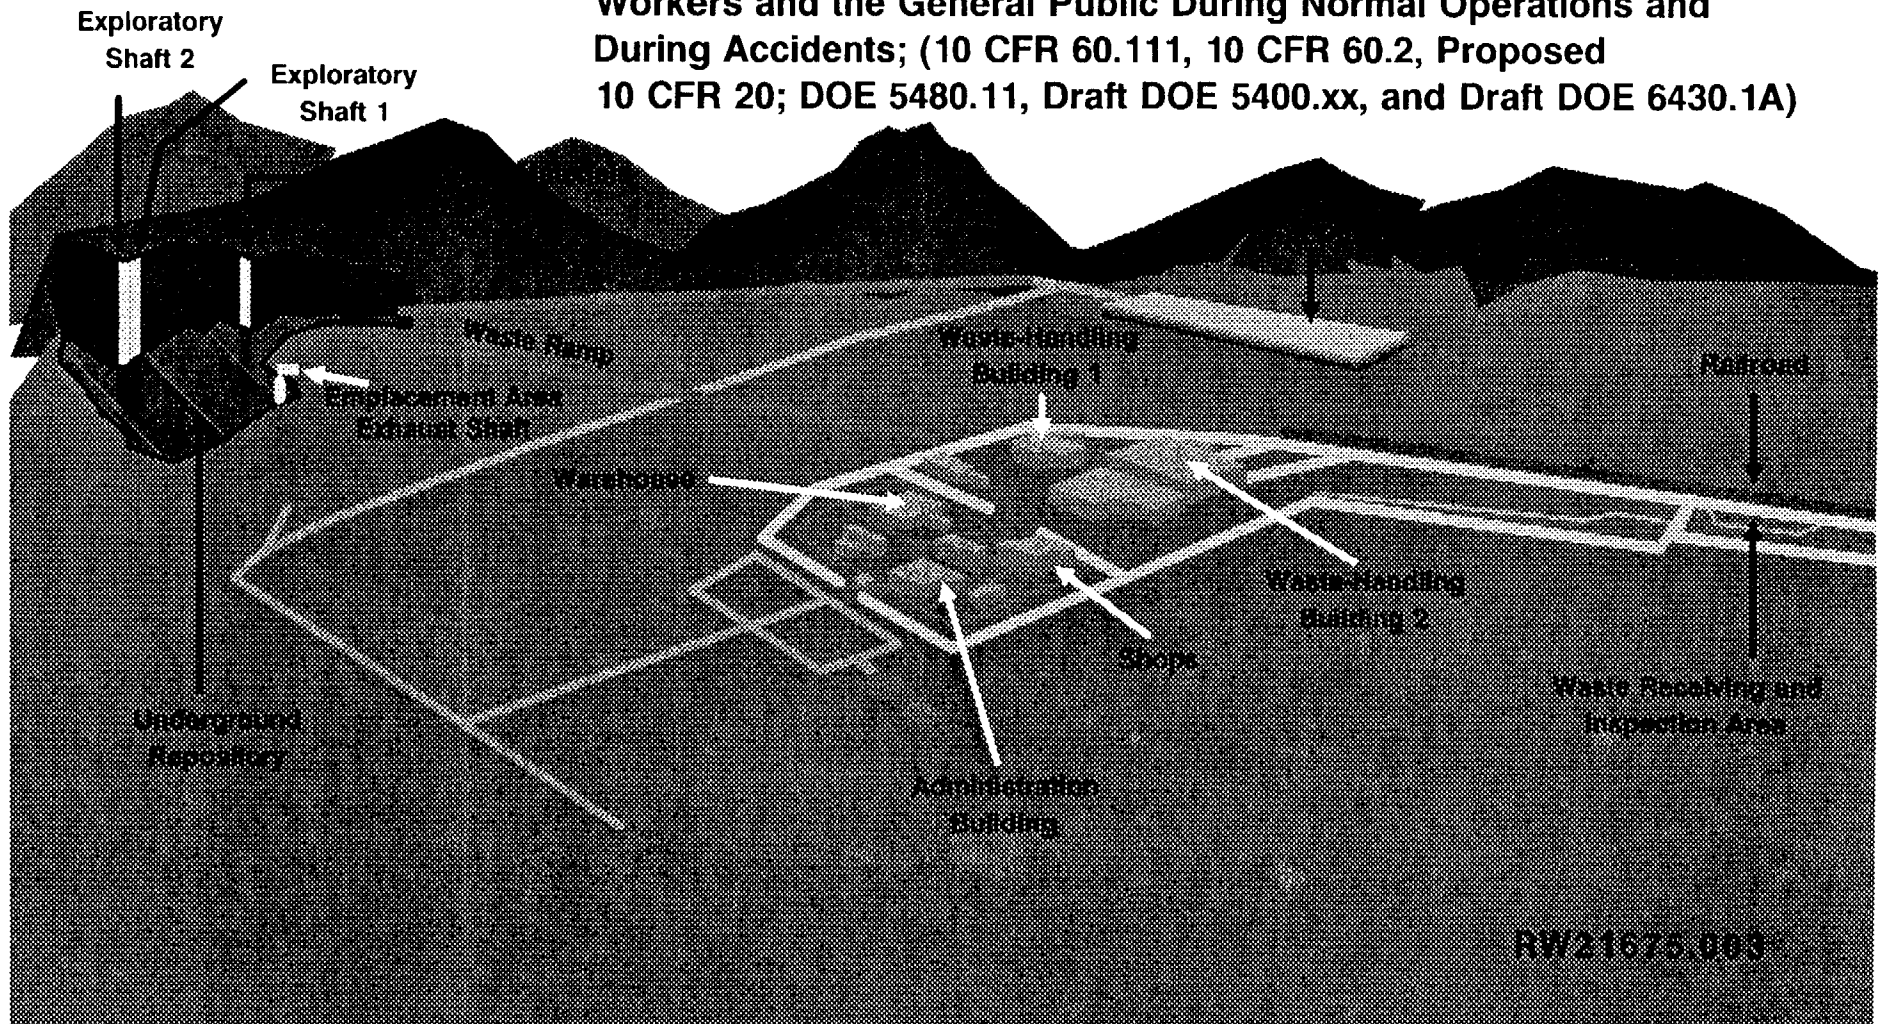 Workers and the General Public During Normal Operations and
During Accidents; (10 CFR 60.111, 10 CFR 60.2, Proposed
10 CFR 20; DOE 5480.11, Draft DOE 5400.xx, and Draft DOE 6430.1A)
Exploratory
Shaft 2
Exploratory
Shaft 1
Waste Ramp
Emplacement Area
Exhaust Shaft
Waste-Handling
Building 1
Railroad
Warehouse
Waste-Handling
Building 2
Shops
Waste Receiving and
Inspection Area
Underground
Repository
Administration
Building
RW21675.003